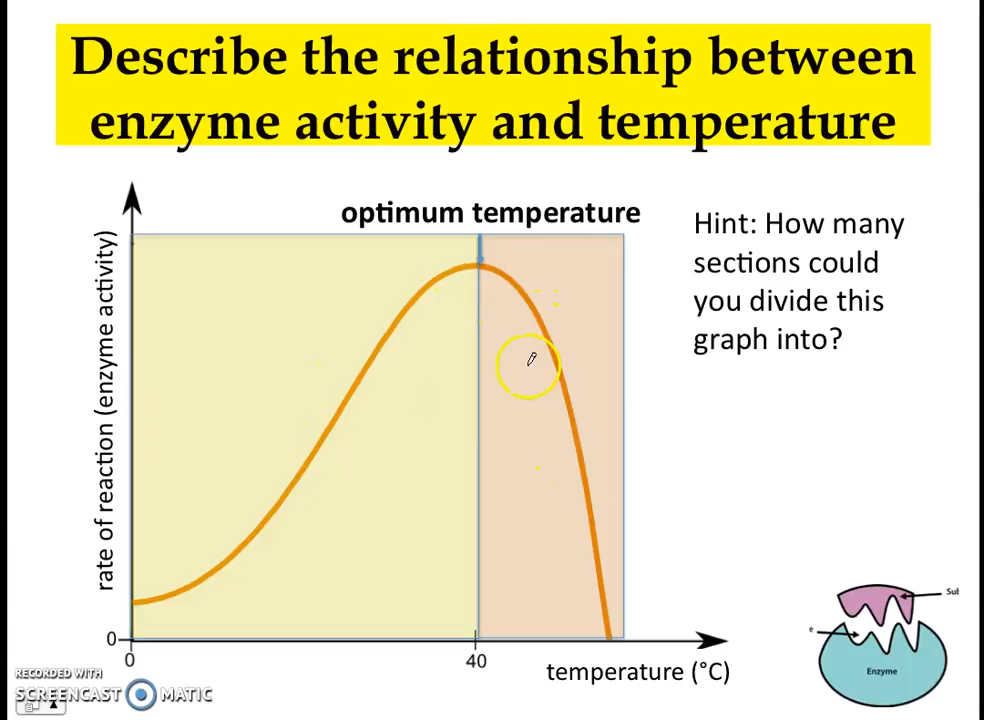 Describe the relationship between
enzyme activity and temperature
optimum temperature
Hint: How many
sections could
you divide this
graph into?
rate of reaction (enzyme activity)
0
0
40
temperature (°C)
Sub
e
Enzyme
RECORDED WITH
SCREENCAST MATIC